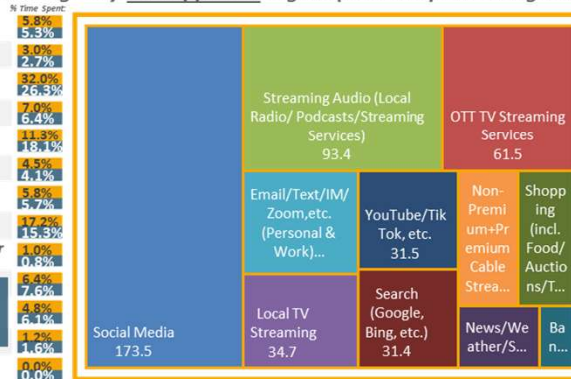 % Time Spent:
5.8%
5.3%
3.0%
2.7%
32.0%
26.3%
7.0%
6.4%
11.3%
18.1%
4.5%
4.1%
5.8%
5.7%
17.2%
15.3%
1.0%
0.8%
6.4%
7.6%
4.8%
6.1%
1.2%
1.6%
0.0%
0.0%
Social Media
173.5
Streaming Audio (Local
Radio/ Podcasts/Streaming
Services)
93.4
OTT TV Streaming
Services
61.5
Email/Text/IM/
Zoom,etc.
(Personal &
Work)...
YouTube/Tik
Tok, etc.
31.5
Non-
Premi
um+Pr
emium
Cable
Strea...
Shopp
ing
(incl.
Food/
Auctio
ns/T...
Local TV
Streaming
34.7
Search
(Google,
Bing, etc.)
31.4
News/We
ather/S...
Ba
n...